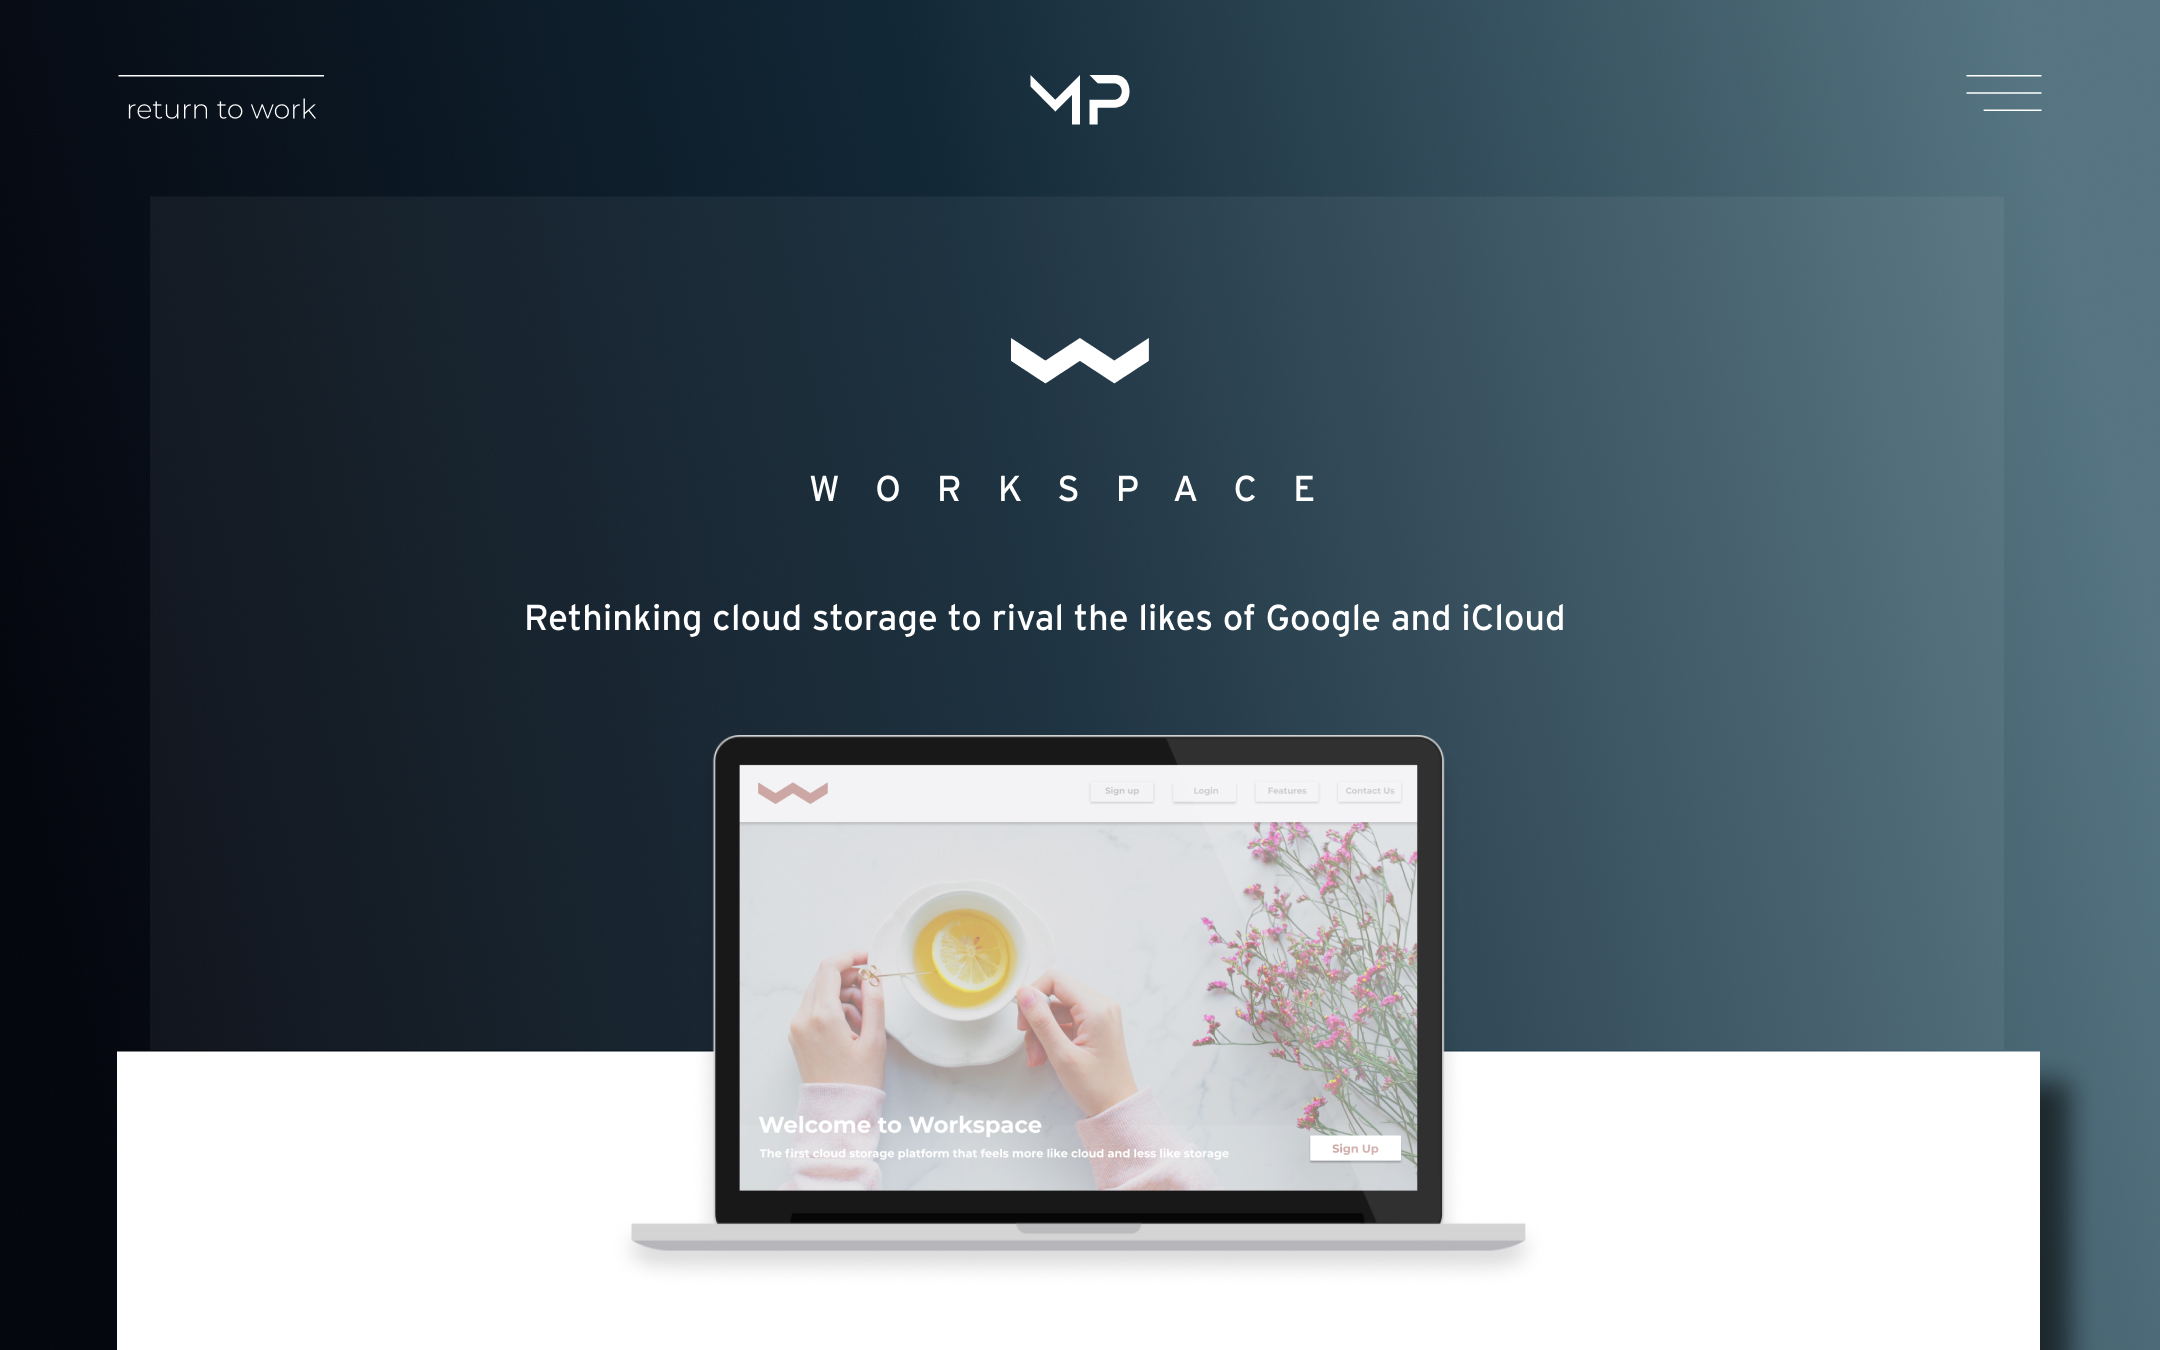 return to work
MP
WORKSPACE
Rethinking cloud storage to rival the likes of Google and iCloud
Sign up
Login
Features
Contact Us
Welcome to Workspace
The first cloud storage platform that feels more like cloud and less like storage
Sign Up